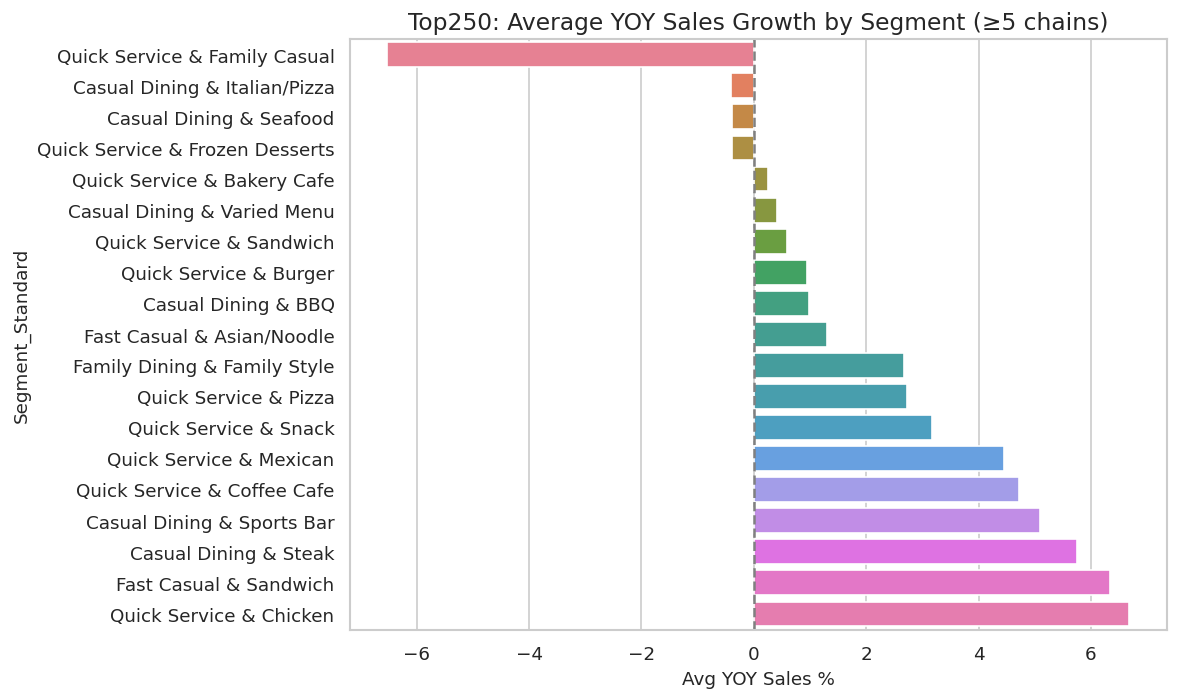 Top250: Average YOY Sales Growth by Segment (≥5 chains)
Segment_Standard
Quick Service & Family Casual
Casual Dining & Italian/Pizza
Casual Dining & Seafood
Quick Service & Frozen Desserts
Quick Service & Bakery Cafe
Casual Dining & Varied Menu
Quick Service & Sandwich
Quick Service & Burger
Casual Dining & BBQ
Fast Casual & Asian/Noodle
Family Dining & Family Style
Quick Service & Pizza
Quick Service & Snack
Quick Service & Mexican
Quick Service & Coffee Cafe
Casual Dining & Sports Bar
Casual Dining & Steak
Fast Casual & Sandwich
Quick Service & Chicken
−6 −4 −2 0 2 4 6
Avg YOY Sales %